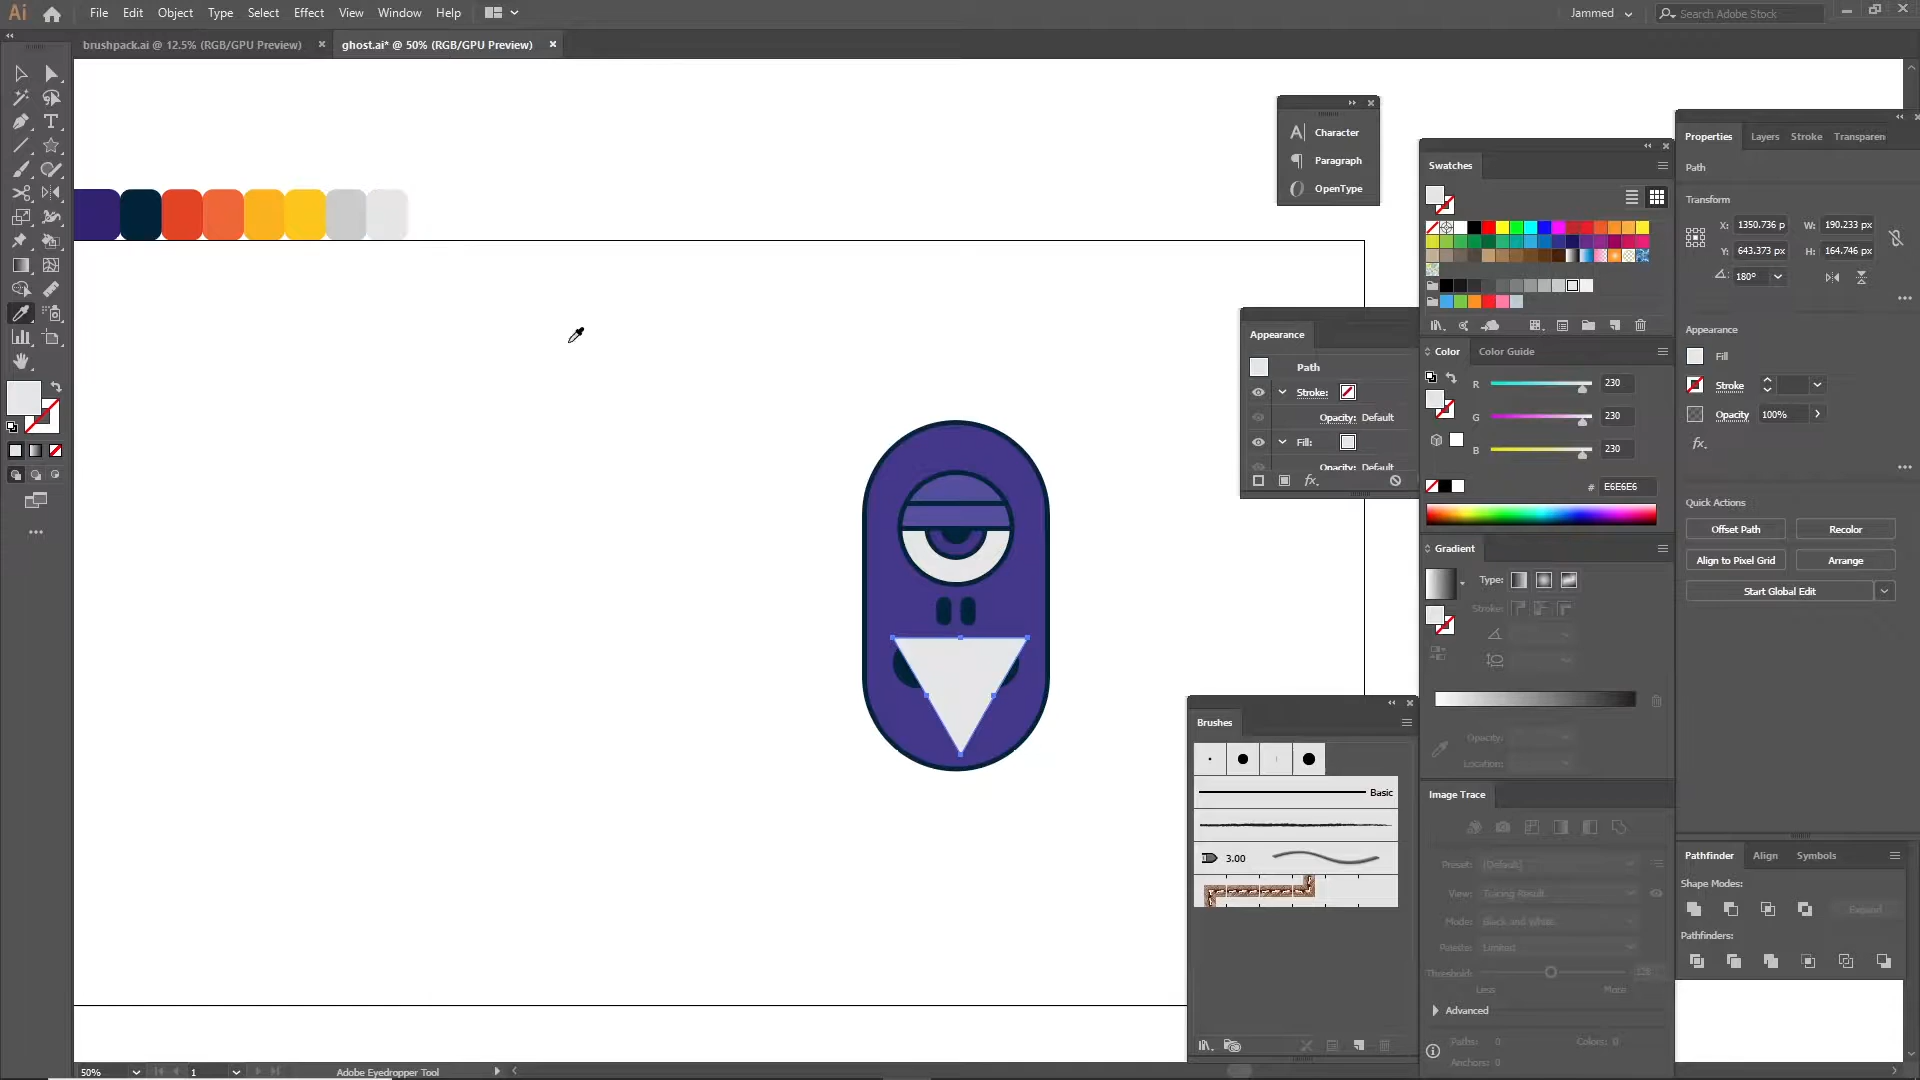 Ai File Edit Object Type Select Effect View Window Help Jammed Search Adobe Stock
brushpack.ai @ 12.5% (RGB/GPU Preview) × ghost.ai* @ 50% (RGB/GPU Preview) ×
Character
Paragraph
OpenType
Swatches
Properties Layers Stroke Transparen
Path
Transform
X: 1350.736 p W: 190.233 px
Y: 643.373 px H: 164.746 px
180°
Appearance
Path
Stroke:
Opacity: Default
Fill:
Opacity: Default
fx.
Color Color Guide
R 230
G 230
B 230
# E6E6E6
Appearance
Fill
Stroke
Opacity 100%
fx.
Quick Actions
Offset Path Recolor
Align to Pixel Grid Arrange
Start Global Edit
Gradient
Type:
Stroke:
Opacity:
Location:
Brushes
Basic
3.00
Image Trace
Preset: [Default]
View: Tracing Result
Mode: Black and White
Palette: Limited
Threshold: 128
Less More
Advanced
Paths: 0 Colors: 0
Anchors: 0
Pathfinder Align Symbols
Shape Modes:
Expand
Pathfinders:
50% 1 Adobe Eyedropper Tool